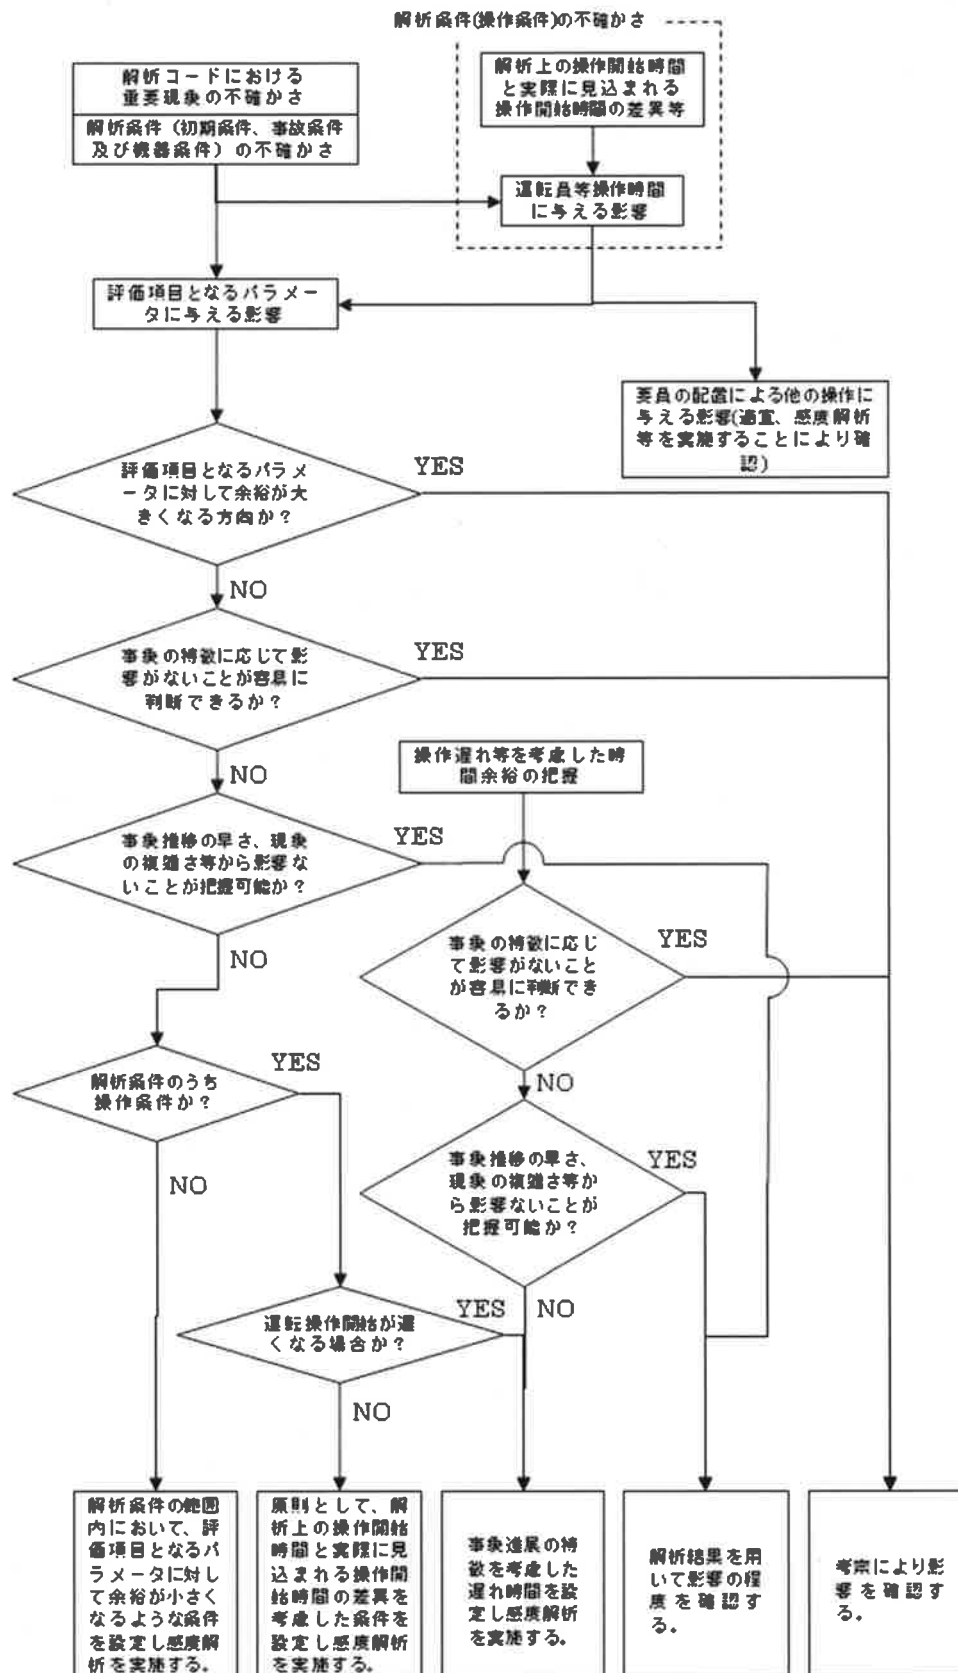 解析条件(操作条件)の不確かさ
解析コードにおける
重要現象の不確かさ
解析条件（初期条件、事故条件
及び機器条件）の不確かさ
解析上の操作開始時間
と実際に見込まれる
操作開始時間の差異等
運転員等操作時間
に与える影響
評価項目となるパラメー
タに与える影響
要員の配置による他の操作に
与える影響(適宜、感度解析
等を実施することにより確
認)
評価項目となるパラメ
ータに対して余裕が大
きくなる方向か？
YES
NO
事象の特徴に応じて影
響がないことが容易に
判断できるか？
YES
NO
操作遅れ等を考慮した時
間余裕の把握
事象推移の早さ、現象
の複雑さ等から影響な
いことが把握可能か？
YES
NO
事象の特徴に応じ
て影響がないこと
が容易に判断でき
るか？
YES
NO
解析条件のうち
操作条件か？
YES
NO
事象推移の早さ、
現象の複雑さ等か
ら影響ないことが
把握可能か？
YES
NO
運転操作開始が遅
くなる場合か？
YES
NO
解析条件の範囲
内において、評
価項目となるパ
ラメータに対し
て余裕が小さく
なるような条件
を設定し感度解
析を実施する。
原則として、解
析上の操作開始
時間と実際に見
込まれる操作開
始時間の差異を
考慮した条件を
設定し感度解析
を実施する。
事象進展の特
徴を考慮した
遅れ時間を設
定し感度解析
を実施する。
解析結果を用
いて影響の程
度を確認す
る。
考察により影
響を確認す
る。